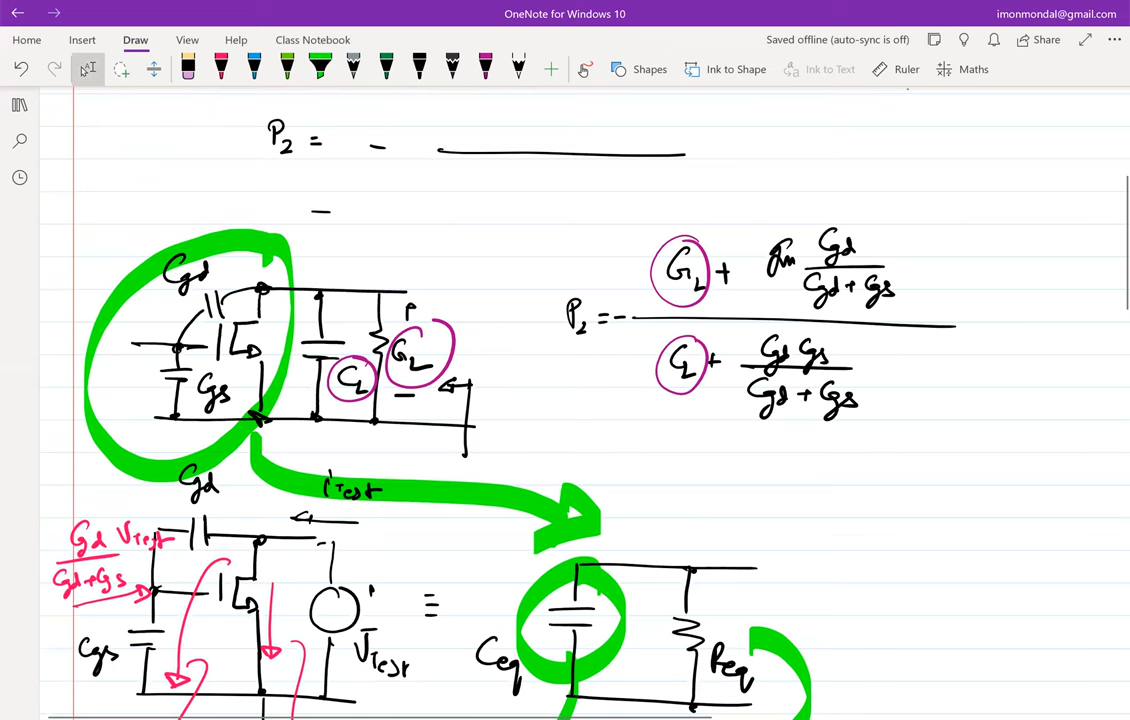 OneNote for Windows 10
imonmondal@gmail.com
Home Insert Draw View Help Class Notebook
Saved offline (auto-sync is off) Share
Shapes Ink to Shape Ink to Text Ruler Maths
P2 = -
-
Cgd
Cgs
CL
GL
P2 = - (GL + gm Cgd / (Cgd + Cgs)) / (CL + Cgd Cgs / (Cgd + Cgs))
Cgd
iTest
Cgd VTest
Cgd+Cgs
Cgs
VTest
≡
Ceq
Req